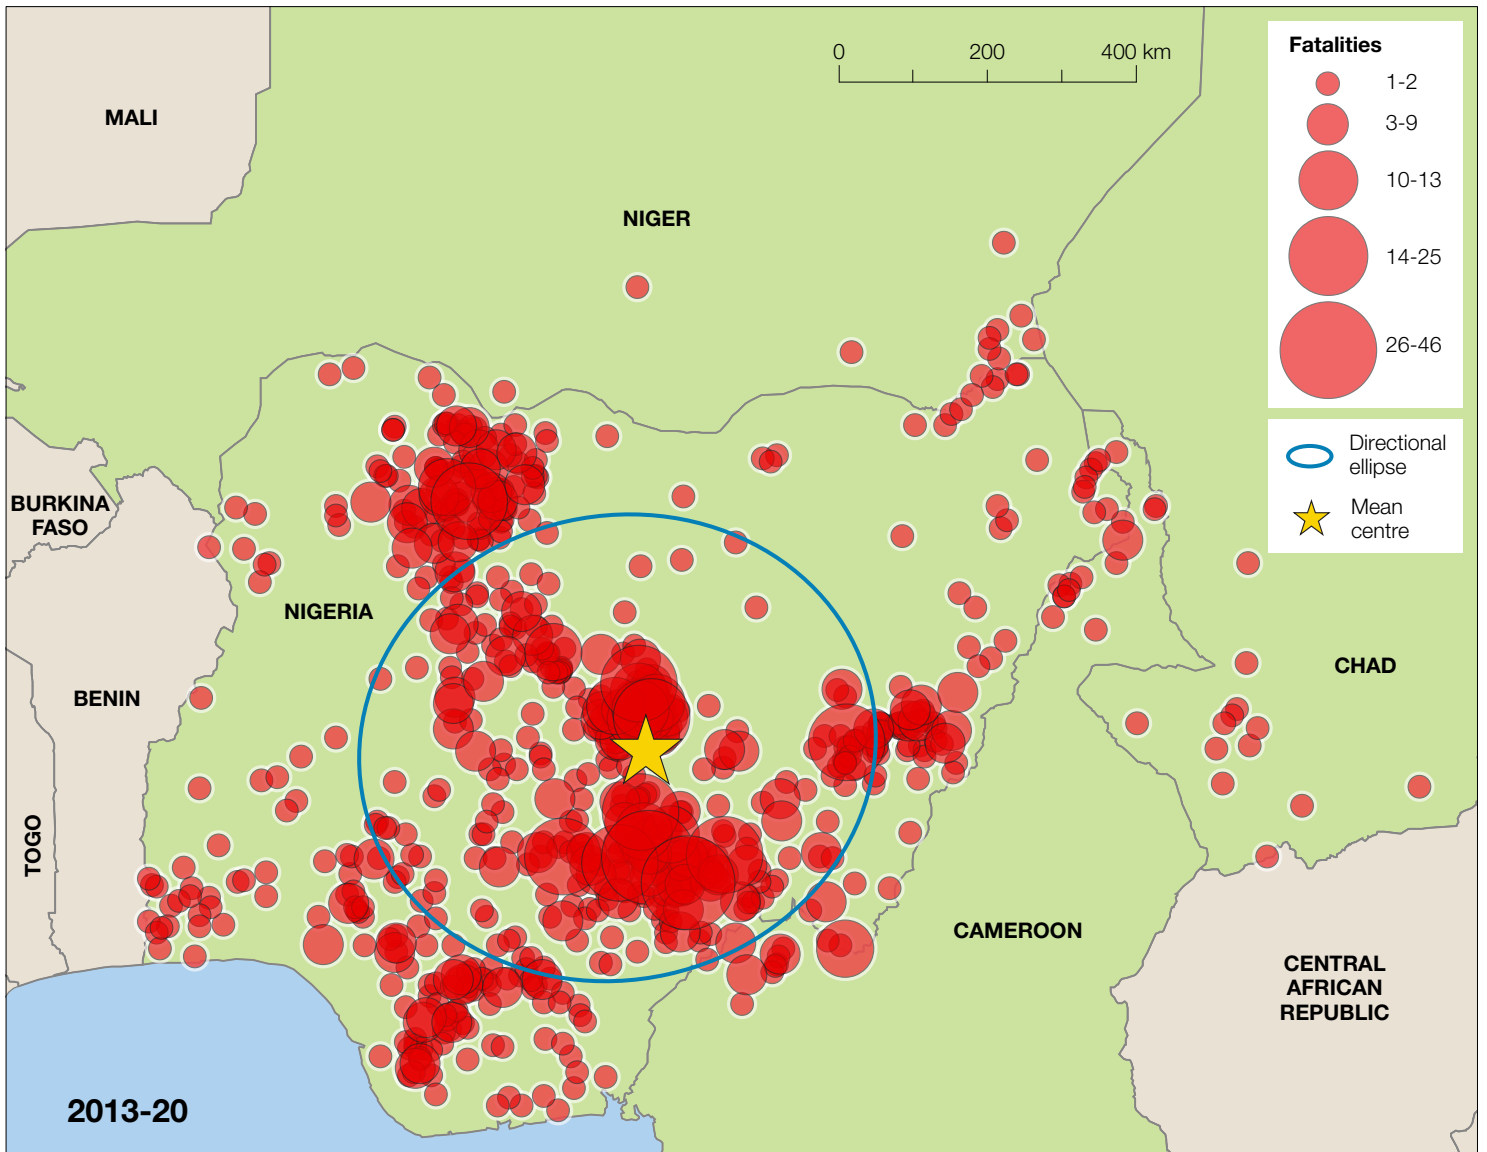 0 200 400 km
Fatalities
1-2
3-9
10-13
14-25
26-46
Directional
ellipse
Mean
centre
MALI
NIGER
BURKINA
FASO
NIGERIA
BENIN
CHAD
TOGO
CAMEROON
CENTRAL
AFRICAN
REPUBLIC
2013-20